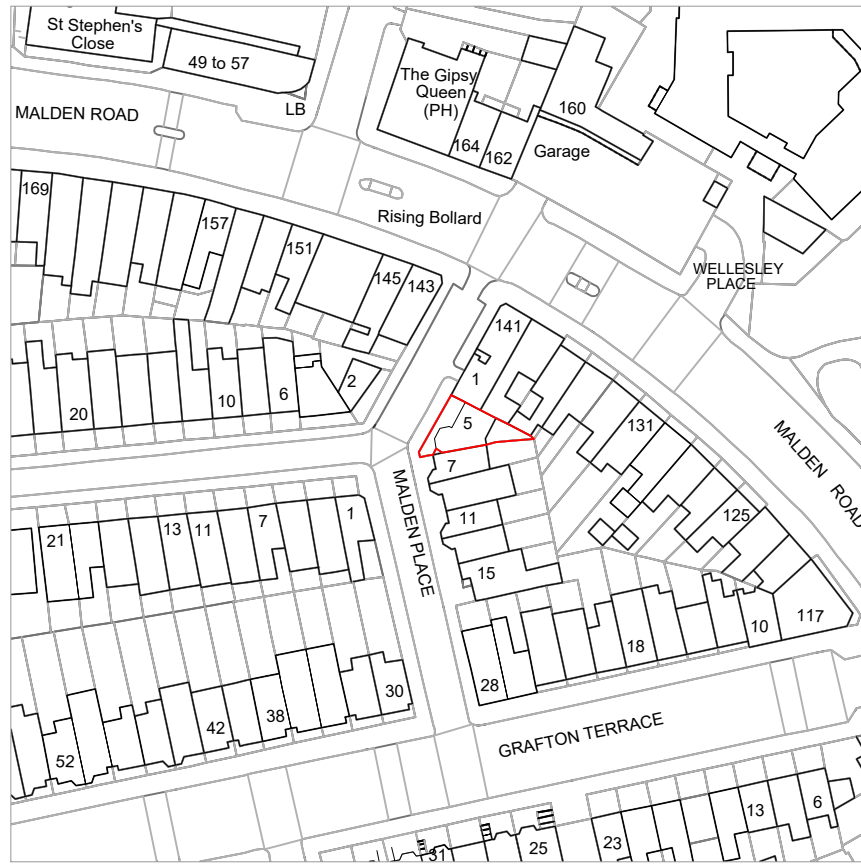 St Stephen's
Close
49 to 57
The Gipsy
Queen
(PH)
160
LB
MALDEN ROAD
164
162
Garage
169
157
Rising Bollard
151
145
143
WELLESLEY
PLACE
141
1
2
20
10
6
5
131
MALDEN ROAD
7
MALDEN PLACE
11
125
21
13
11
7
1
15
18
10
117
28
30
42
38
52
GRAFTON TERRACE
13
6
23
25
31